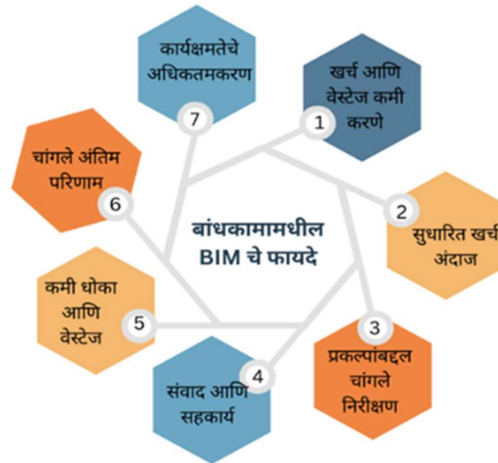 बांधकामामधील
BIM चे फायदे
1
खर्च आणि
वेस्टेज कमी
करणे
2
सुधारित खर्च
अंदाज
3
प्रकल्पांबद्दल
चांगले
निरीक्षण
4
संवाद आणि
सहकार्य
5
कमी धोका
आणि
वेस्टेज
6
चांगले अंतिम
परिणाम
7
कार्यक्षमतेचे
अधिकतमकरण